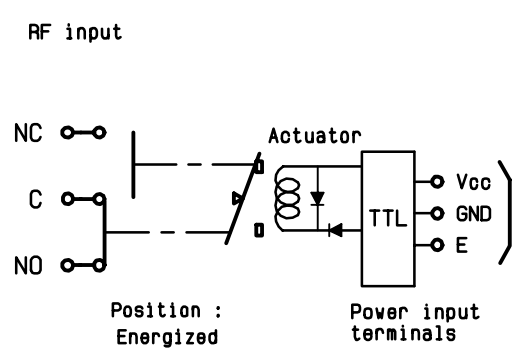 RF input
NC
Actuator
Vcc
C
TTL
GND
E
NO
Position :
Energized
Power input
terminals